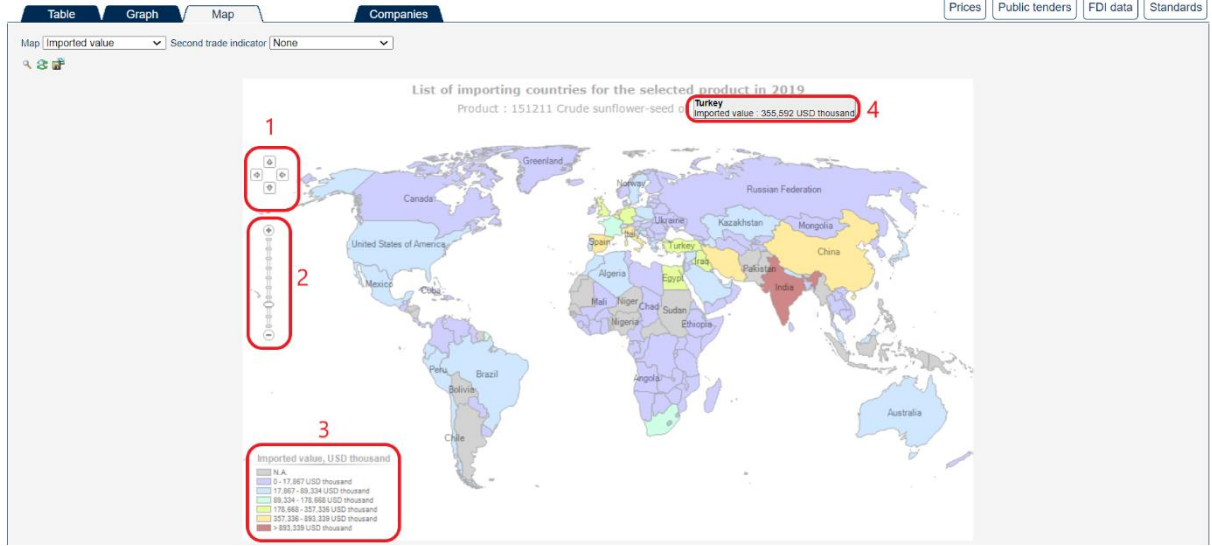 Table Graph Map Companies Prices Public tenders FDI data Standards
Map Imported value Second trade indicator None
List of importing countries for the selected product in 2019
Product : 151211 Crude sunflower-seed o
Turkey
Imported value : 355,592 USD thousand
4
1
2
3
Greenland
Norway
Russian Federation
Canada
Ukraine
Kazakhstan
Mongolia
United States of America
Spain
Italy
Turkey
China
Iraq
Algeria
Egypt
Pakistan
Mexico
Cuba
India
Mali
Niger
Chad
Sudan
Nigeria
Ethiopia
Peru
Brazil
Angola
Bolivia
Australia
Chile
Imported value, USD thousand
N.A.
0 - 17,867 USD thousand
17,867 - 89,334 USD thousand
89,334 - 178,668 USD thousand
178,668 - 357,336 USD thousand
357,336 - 893,339 USD thousand
> 893,339 USD thousand